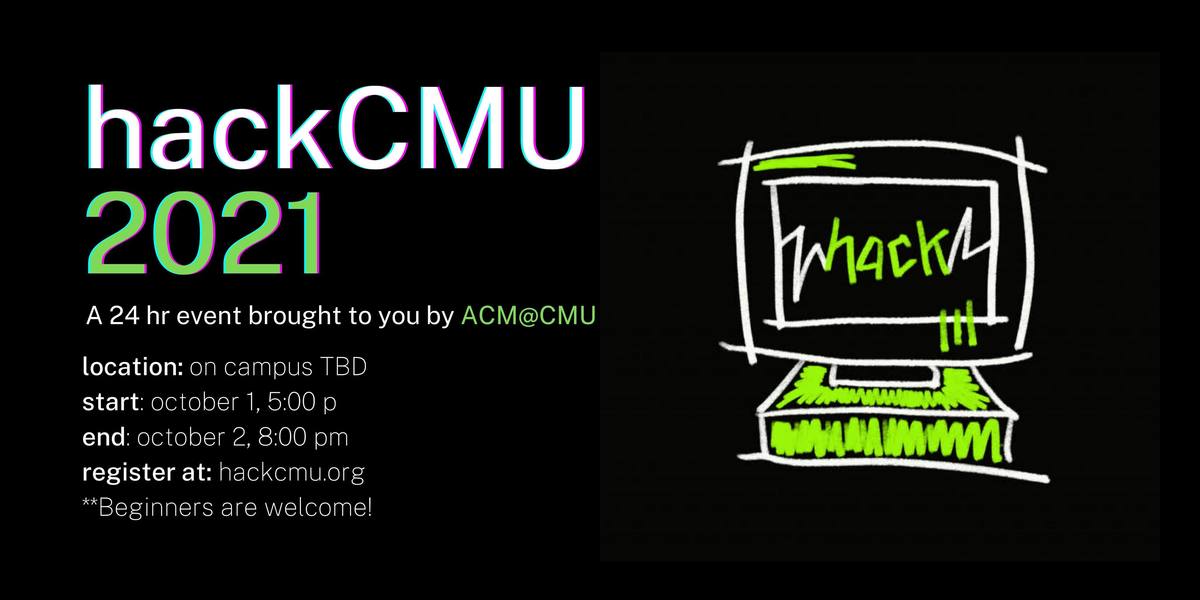 hackCMU
2021
A 24 hr event brought to you by ACM@CMU
location: on campus TBD
start: october 1, 5:00 p
end: october 2, 8:00 pm
register at: hackcmu.org
**Beginners are welcome!
hack